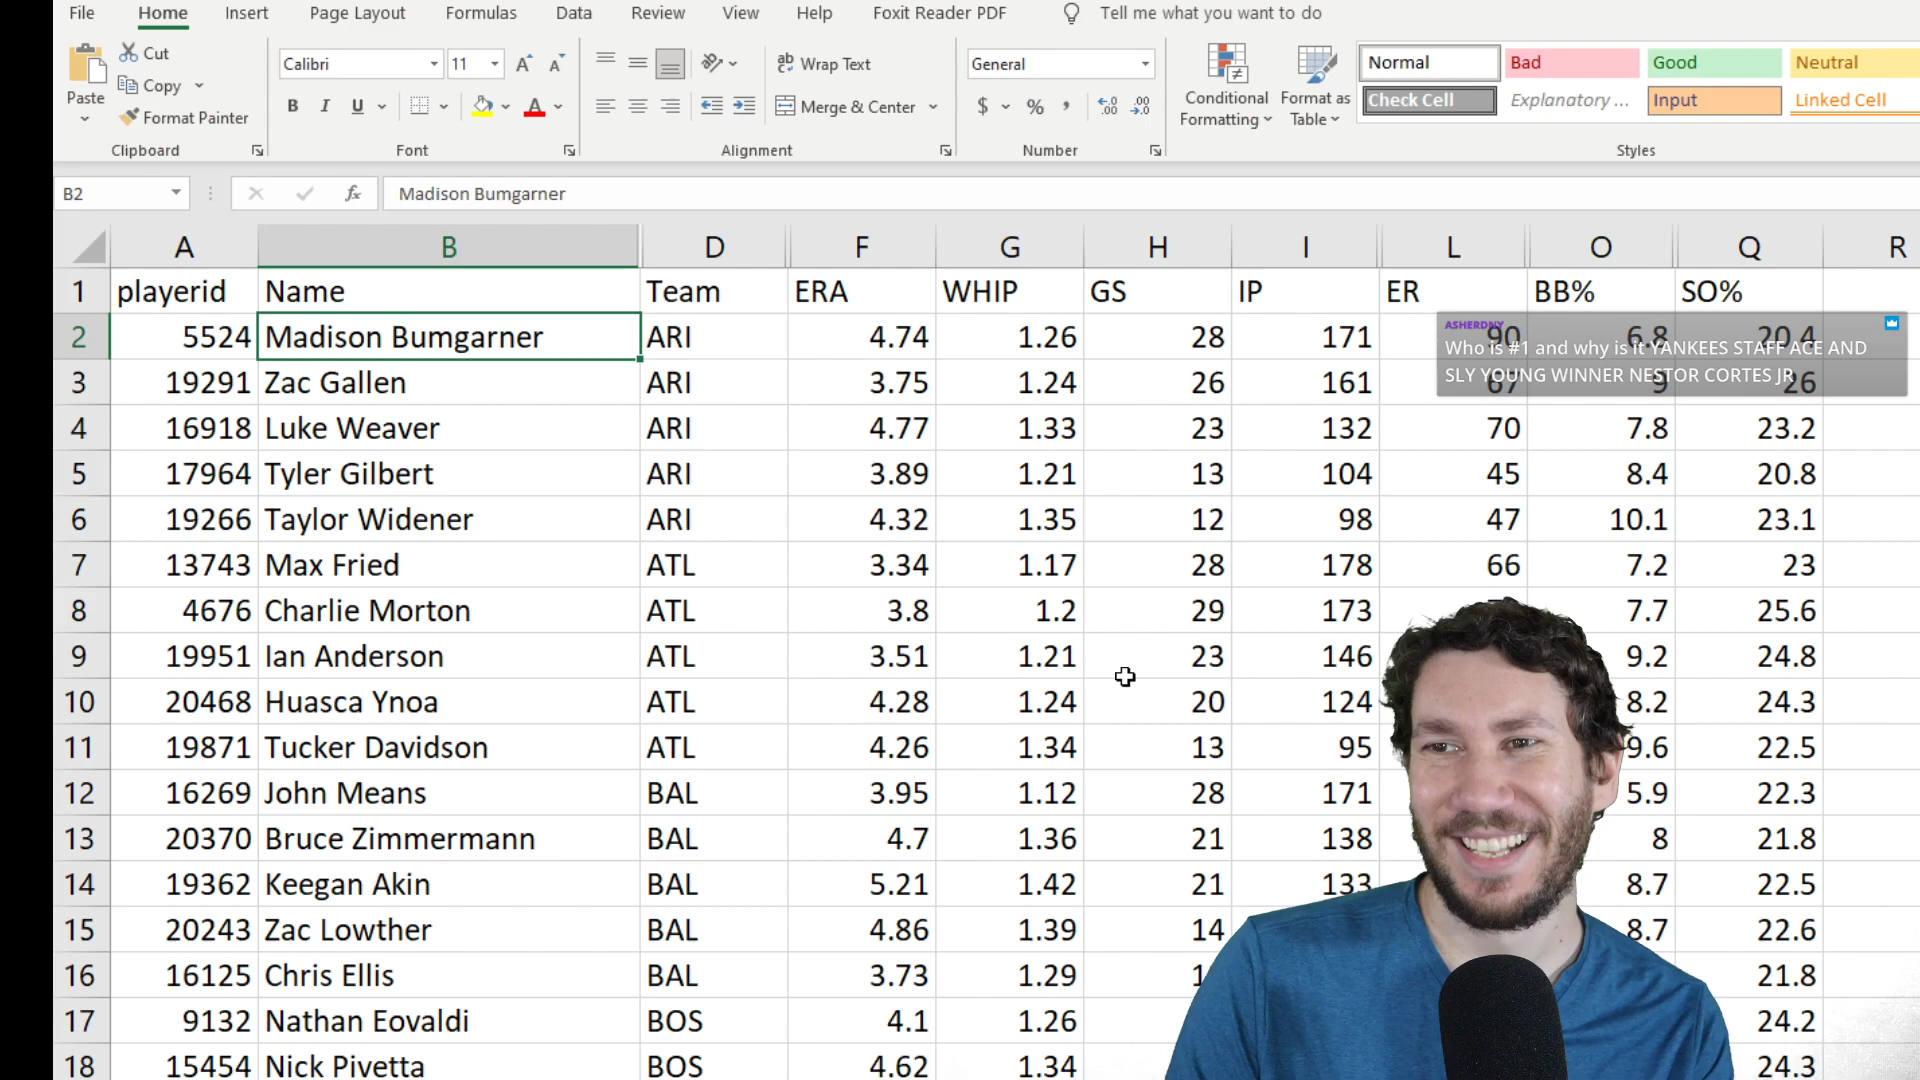 File Home Insert Page Layout Formulas Data Review View Help Foxit Reader PDF Tell me what you want to do
Cut
Copy
Format Painter
Paste
Clipboard
Calibri 11
B I U A
Font
ab Wrap Text
Merge & Center
Alignment
General
$ %
Number
Conditional Formatting
Format as Table
Normal Bad Good Neutral
Check Cell Explanatory ... Input Linked Cell
Styles
B2 fx Madison Bumgarner
A B D F G H I L O Q R
1 playerid Name Team ERA WHIP GS IP ER BB% SO%
2 5524 Madison Bumgarner ARI 4.74 1.26 28 171 90 6.8 20.4
ASHERDNY
Who is #1 and why is it YANKEES STAFF ACE AND
SLY YOUNG WINNER NESTOR CORTES JR
3 19291 Zac Gallen ARI 3.75 1.24 26 161 67 9 26
4 16918 Luke Weaver ARI 4.77 1.33 23 132 70 7.8 23.2
5 17964 Tyler Gilbert ARI 3.89 1.21 13 104 45 8.4 20.8
6 19266 Taylor Widener ARI 4.32 1.35 12 98 47 10.1 23.1
7 13743 Max Fried ATL 3.34 1.17 28 178 66 7.2 23
8 4676 Charlie Morton ATL 3.8 1.2 29 173 7.7 25.6
9 19951 Ian Anderson ATL 3.51 1.21 23 146 9.2 24.8
10 20468 Huasca Ynoa ATL 4.28 1.24 20 124 8.2 24.3
11 19871 Tucker Davidson ATL 4.26 1.34 13 95 9.6 22.5
12 16269 John Means BAL 3.95 1.12 28 171 5.9 22.3
13 20370 Bruce Zimmermann BAL 4.7 1.36 21 138 8 21.8
14 19362 Keegan Akin BAL 5.21 1.42 21 133 8.7 22.5
15 20243 Zac Lowther BAL 4.86 1.39 14 8.7 22.6
16 16125 Chris Ellis BAL 3.73 1.29 21.8
17 9132 Nathan Eovaldi BOS 4.1 1.26 24.2
18 15454 Nick Pivetta BOS 4.62 1.34 24.3